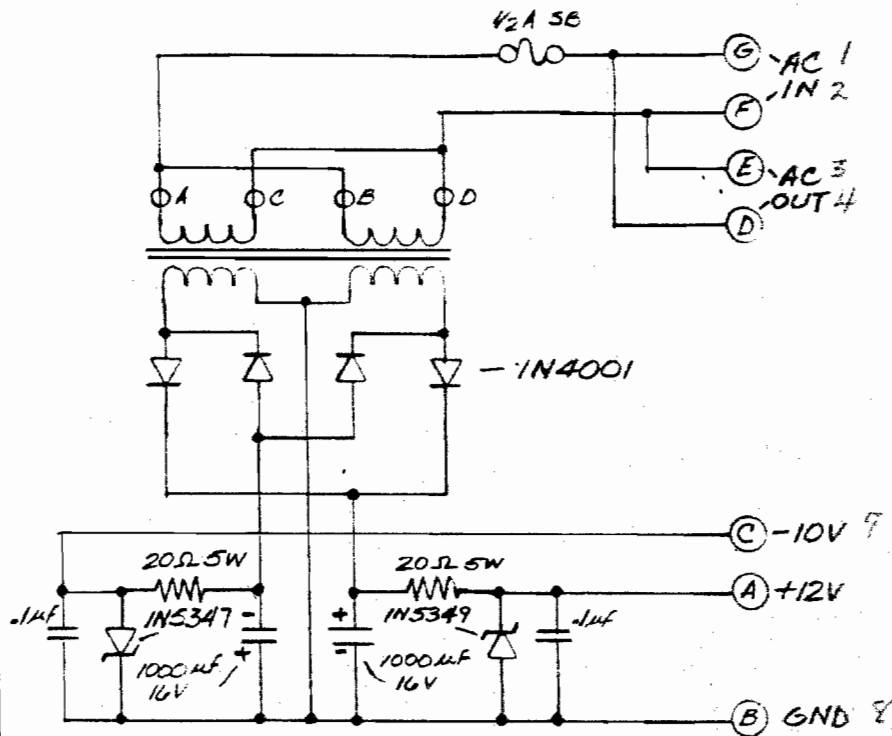 1/2 A SB
G AC 1
F IN 2
E AC 3
D OUT 4
A C B D
1N4001
C -10V 7
20Ω 5W
20Ω 5W
A +12V
.1µf
1N5347
-
+
1N5349
.1µf
+
1000µf
16V
-
1000µf
16V
B GND 8